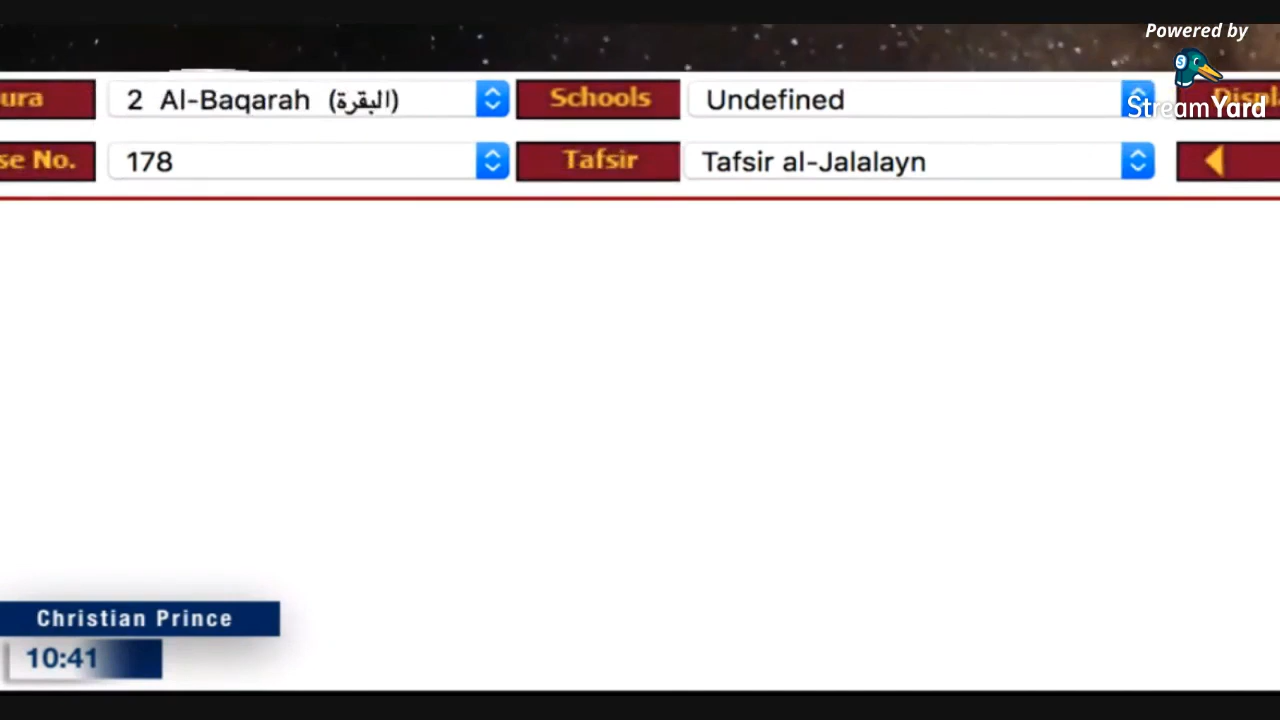 Powered by
StreamYard
ura 2 Al-Baqarah (البقرة) Schools Undefined Displ
se No. 178 Tafsir Tafsir al-Jalalayn
Christian Prince
10:41